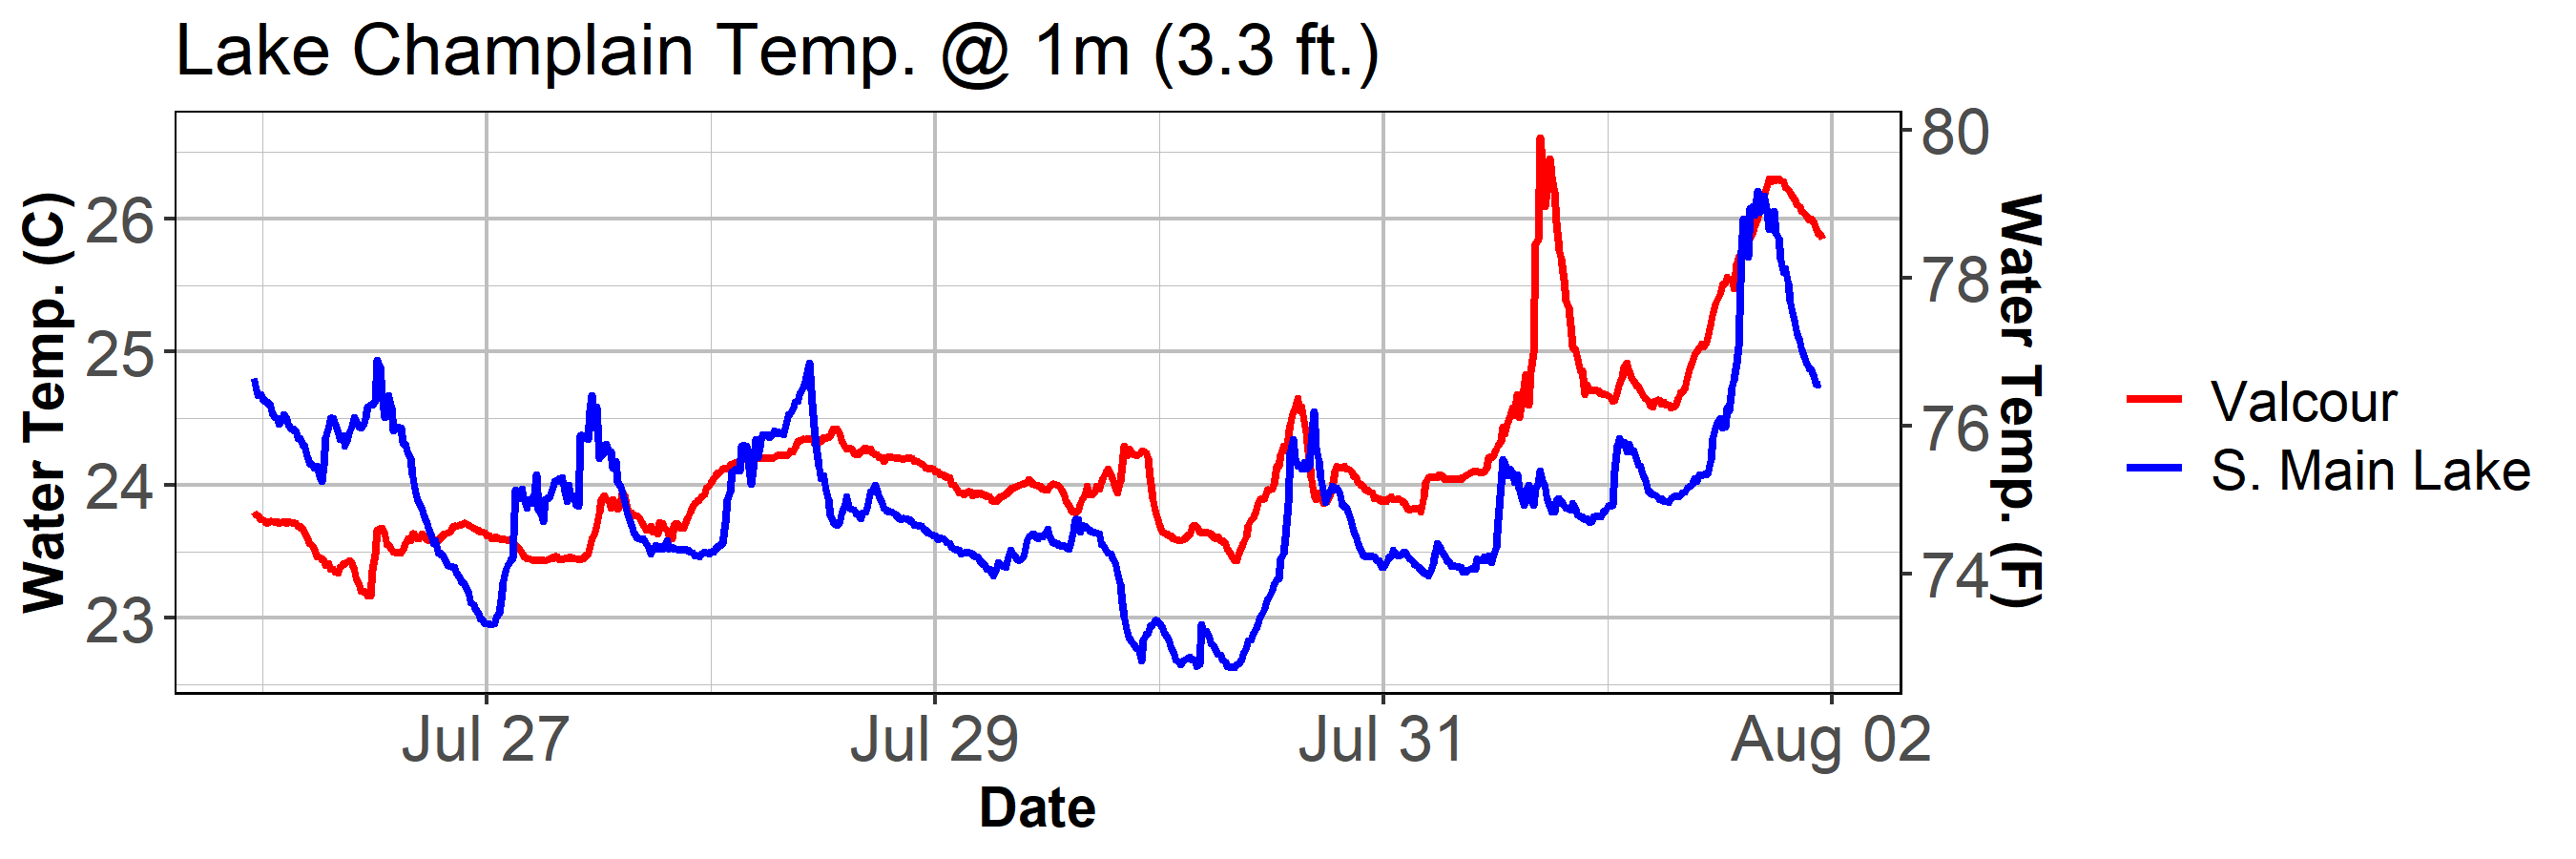 Lake Champlain Temp. @ 1m (3.3 ft.)
Water Temp. (C)
26
25
24
23
80
78
76
74
Water Temp. (F)
Jul 27
Jul 29
Jul 31
Aug 02
Date
Valcour
S. Main Lake